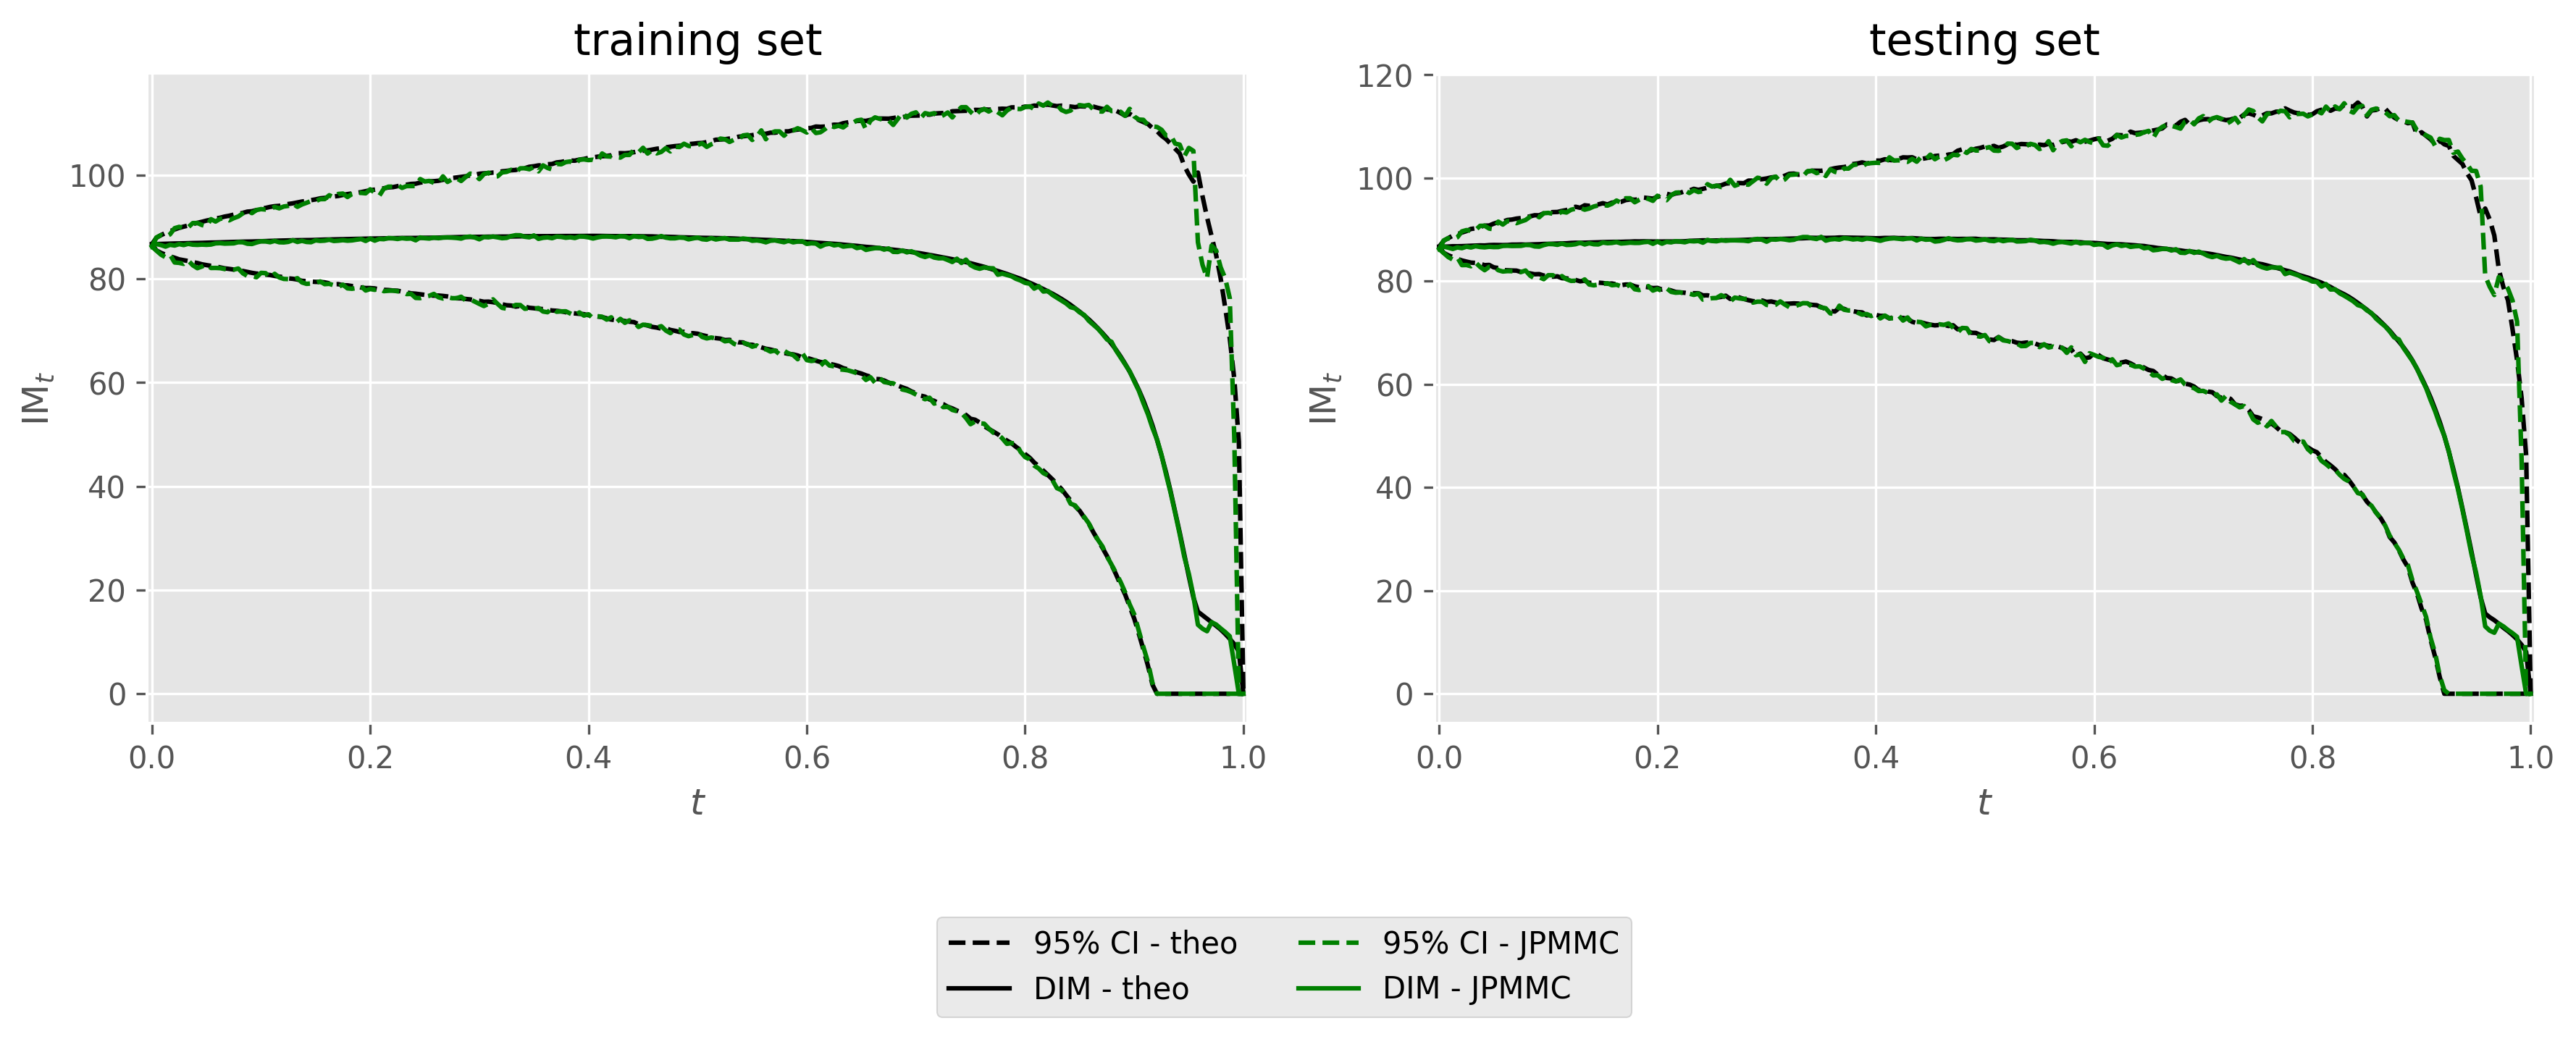 training set
100
80
60
40
20
0
IMt
0.0 0.2 0.4 0.6 0.8 1.0
t
testing set
120
100
80
60
40
20
0
IMt
0.0 0.2 0.4 0.6 0.8 1.0
t
95% CI - theo
DIM - theo
95% CI - JPMMC
DIM - JPMMC